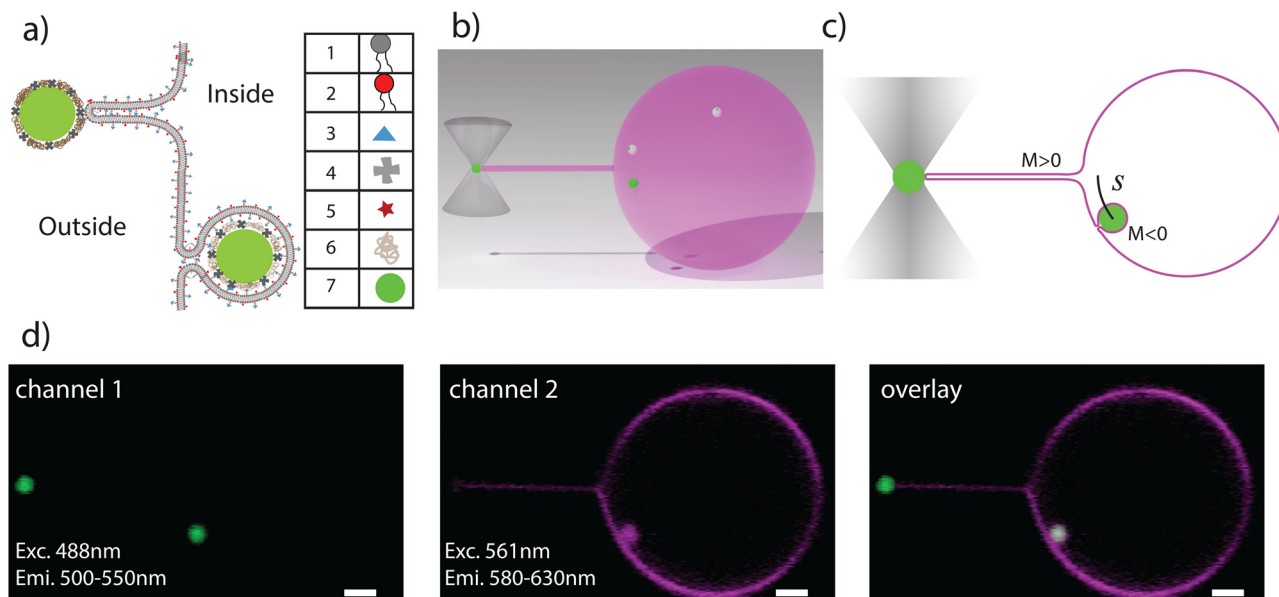 a)
Inside
Outside
1
2
3
4
5
6
7
b)
c)
M>0
S
M<0
d)
channel 1
Exc. 488nm
Emi. 500-550nm
channel 2
Exc. 561nm
Emi. 580-630nm
overlay